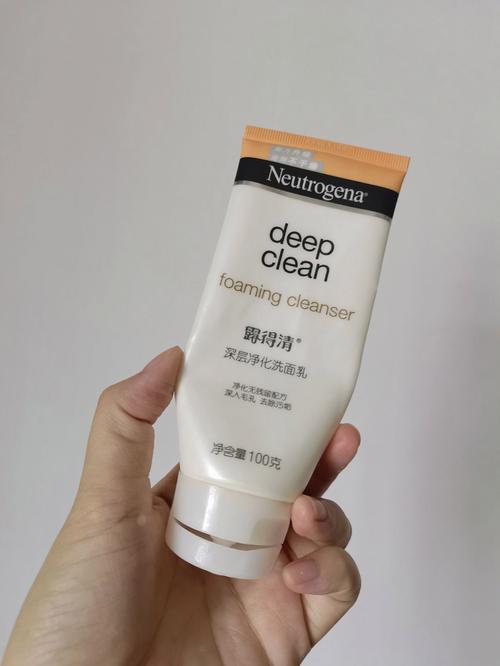 Neutrogena®
deep
clean
foaming cleanser
露得清®
深层净化洗面乳
净化无残留配方
深入毛孔 去除污垢
净含量100克